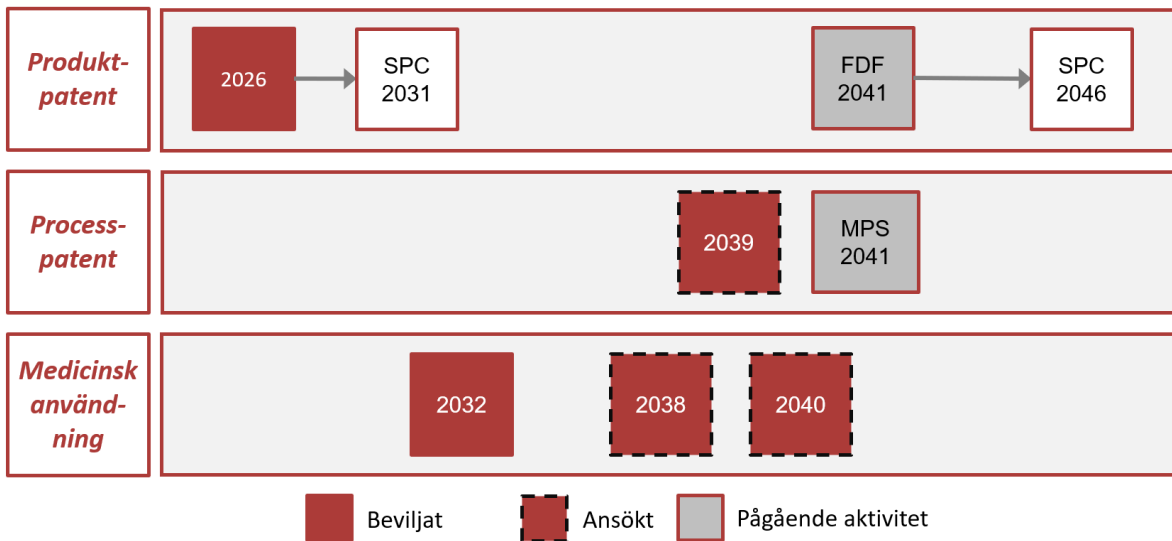 Produkt-
patent
2026
SPC
2031
FDF
2041
SPC
2046
Process-
patent
2039
MPS
2041
Medicinsk
använd-
ning
2032
2038
2040
Beviljat
Ansökt
Pågående aktivitet